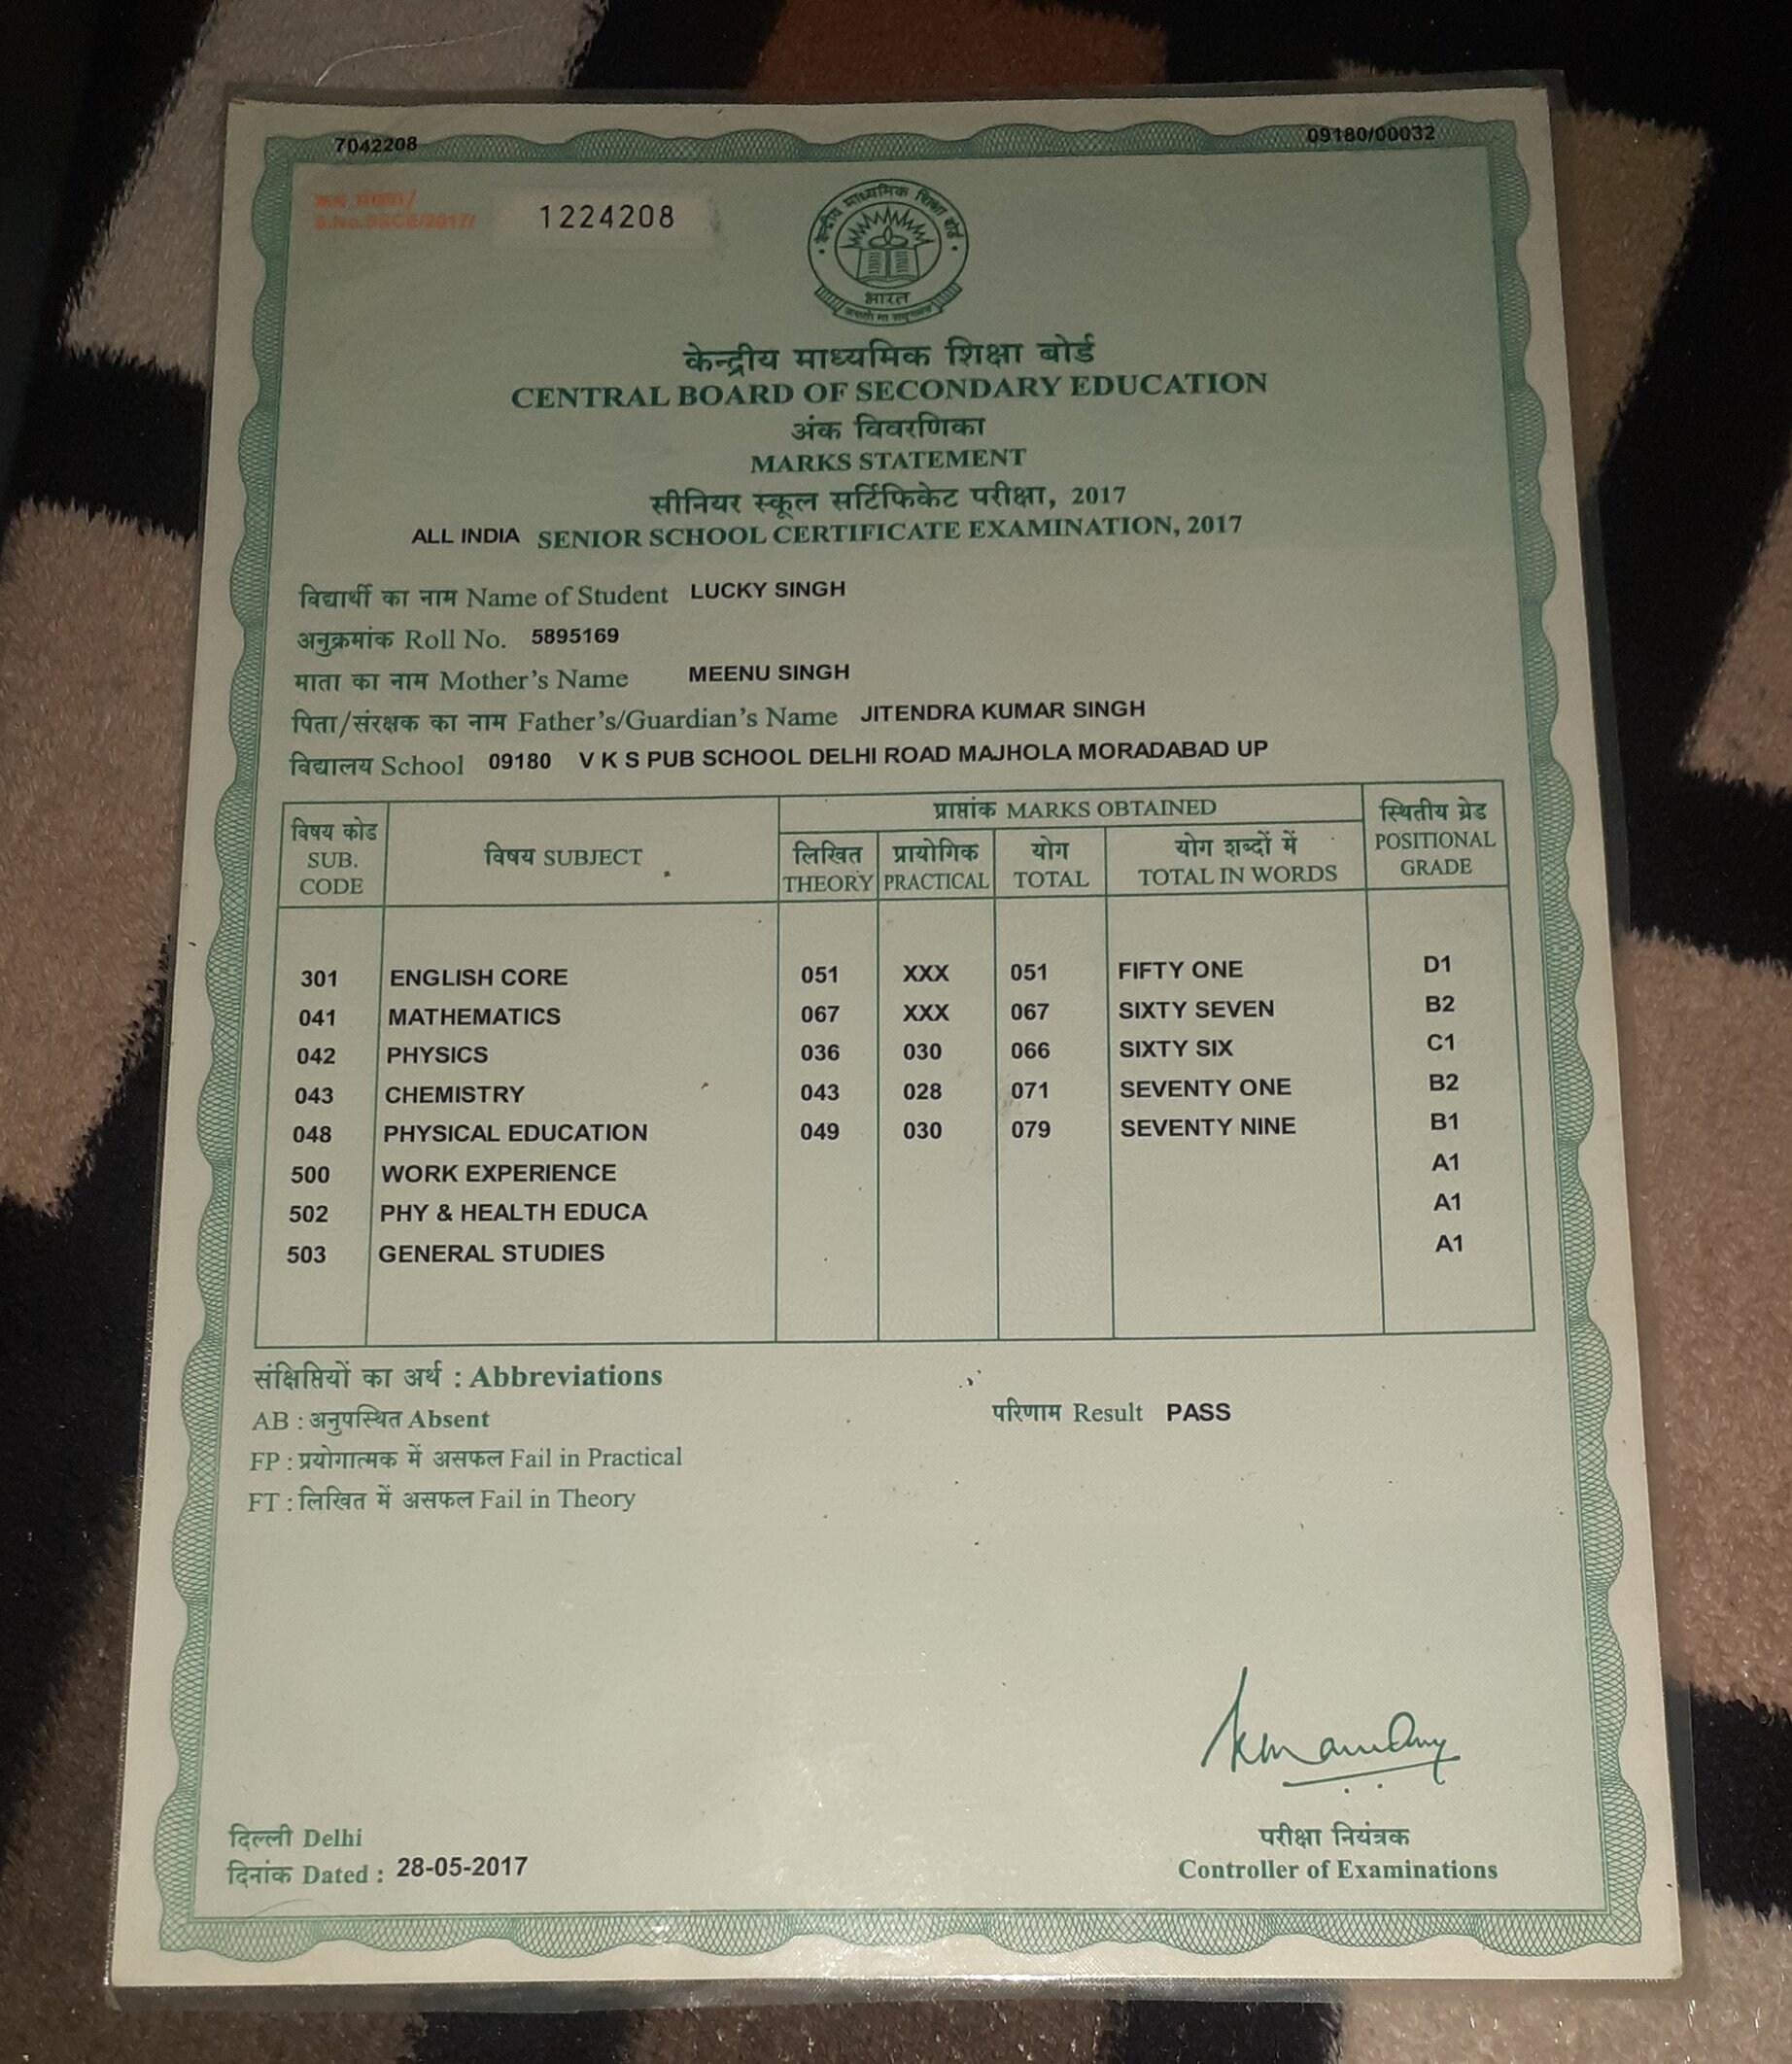 7042208
09180/00032
क्रम संख्या/
S.No.SSCE/2017/
1224208
केन्द्रीय माध्यमिक शिक्षा बोर्ड
भारत
केन्द्रीय माध्यमिक शिक्षा बोर्ड
CENTRAL BOARD OF SECONDARY EDUCATION
अंक विवरणिका
MARKS STATEMENT
सीनियर स्कूल सर्टिफिकेट परीक्षा, 2017
ALL INDIA SENIOR SCHOOL CERTIFICATE EXAMINATION, 2017
विद्यार्थी का नाम Name of Student LUCKY SINGH
अनुक्रमांक Roll No. 5895169
माता का नाम Mother's Name MEENU SINGH
पिता/संरक्षक का नाम Father's/Guardian's Name JITENDRA KUMAR SINGH
विद्यालय School 09180 V K S PUB SCHOOL DELHI ROAD MAJHOLA MORADABAD UP
विषय कोड SUB. CODE
विषय SUBJECT
प्राप्तांक MARKS OBTAINED
लिखित THEORY
प्रायोगिक PRACTICAL
योग TOTAL
योग शब्दों में TOTAL IN WORDS
स्थितीय ग्रेड POSITIONAL GRADE
301 ENGLISH CORE 051 XXX 051 FIFTY ONE D1
041 MATHEMATICS 067 XXX 067 SIXTY SEVEN B2
042 PHYSICS 036 030 066 SIXTY SIX C1
043 CHEMISTRY 043 028 071 SEVENTY ONE B2
048 PHYSICAL EDUCATION 049 030 079 SEVENTY NINE B1
500 WORK EXPERIENCE A1
502 PHY & HEALTH EDUCA A1
503 GENERAL STUDIES A1
संक्षिप्तियों का अर्थ : Abbreviations
AB : अनुपस्थित Absent
परिणाम Result PASS
FP : प्रयोगात्मक में असफल Fail in Practical
FT : लिखित में असफल Fail in Theory
दिल्ली Delhi
दिनांक Dated : 28-05-2017
परीक्षा नियंत्रक
Controller of Examinations